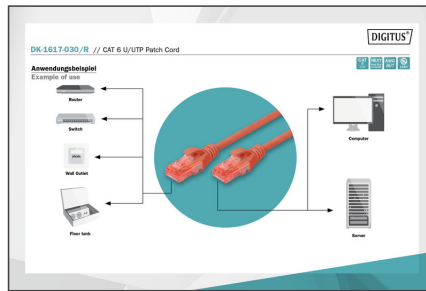 DIGITUS®
DK-1617-030/R // CAT 6 U/UTP Patch Cord
Anwendungsbeispiel
Example of use
Router
Switch
Wall Outlet
Floor tank
Computer
Server